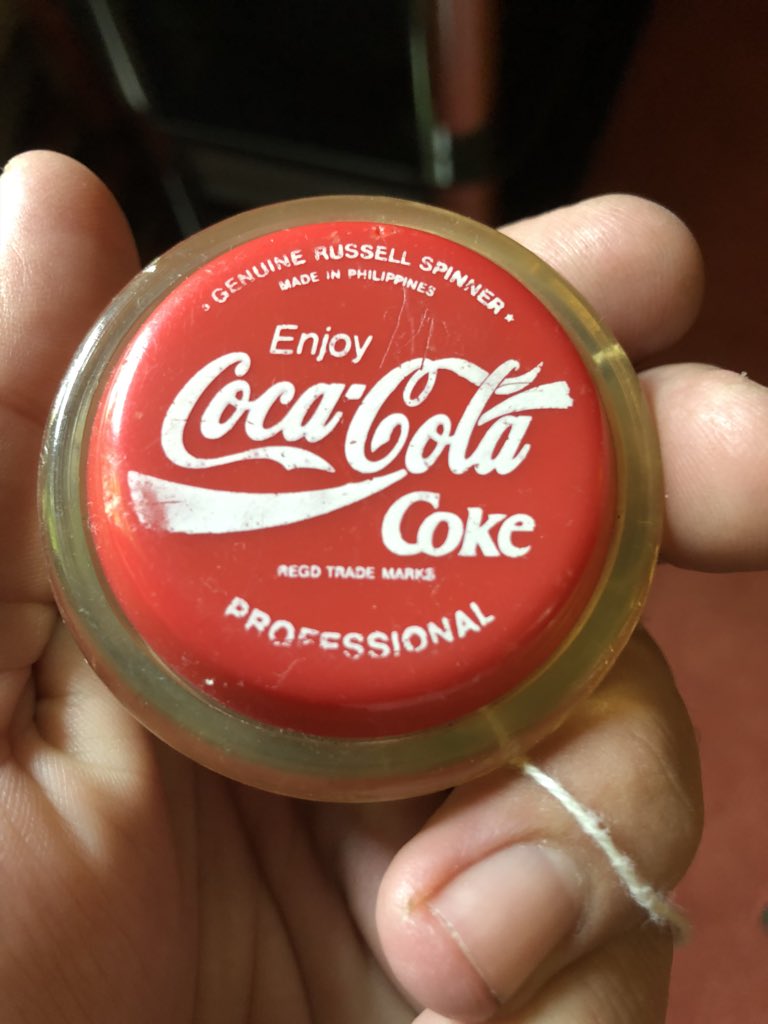 GENUINE RUSSELL SPINNER
MADE IN PHILIPPINES
Enjoy
Coca-Cola
Coke
REGD TRADE MARKS
PROFESSIONAL